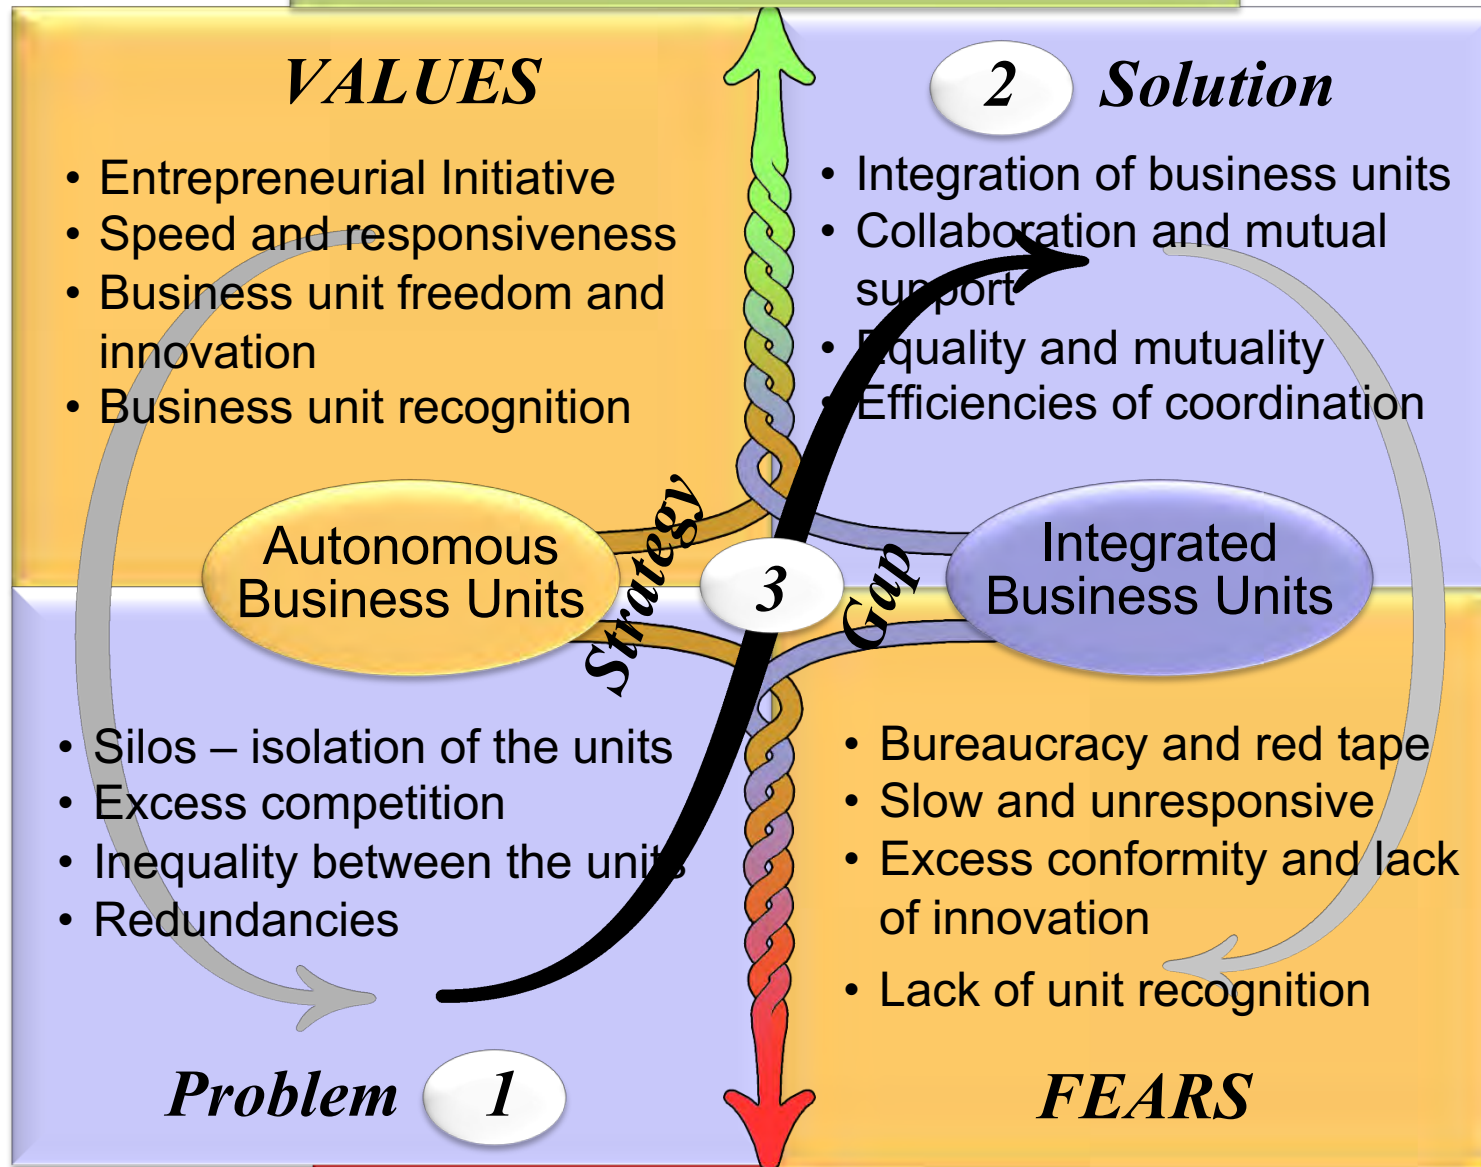 VALUES
• Entrepreneurial Initiative
• Speed and responsiveness
• Business unit freedom and
innovation
• Business unit recognition
2 Solution
• Integration of business units
• Collaboration and mutual
support
• Equality and mutuality
• Efficiencies of coordination
Autonomous
Business Units
Strategy
3
Gap
Integrated
Business Units
• Silos – isolation of the units
• Excess competition
• Inequality between the units
• Redundancies
Problem 1
• Bureaucracy and red tape
• Slow and unresponsive
• Excess conformity and lack
of innovation
• Lack of unit recognition
FEARS